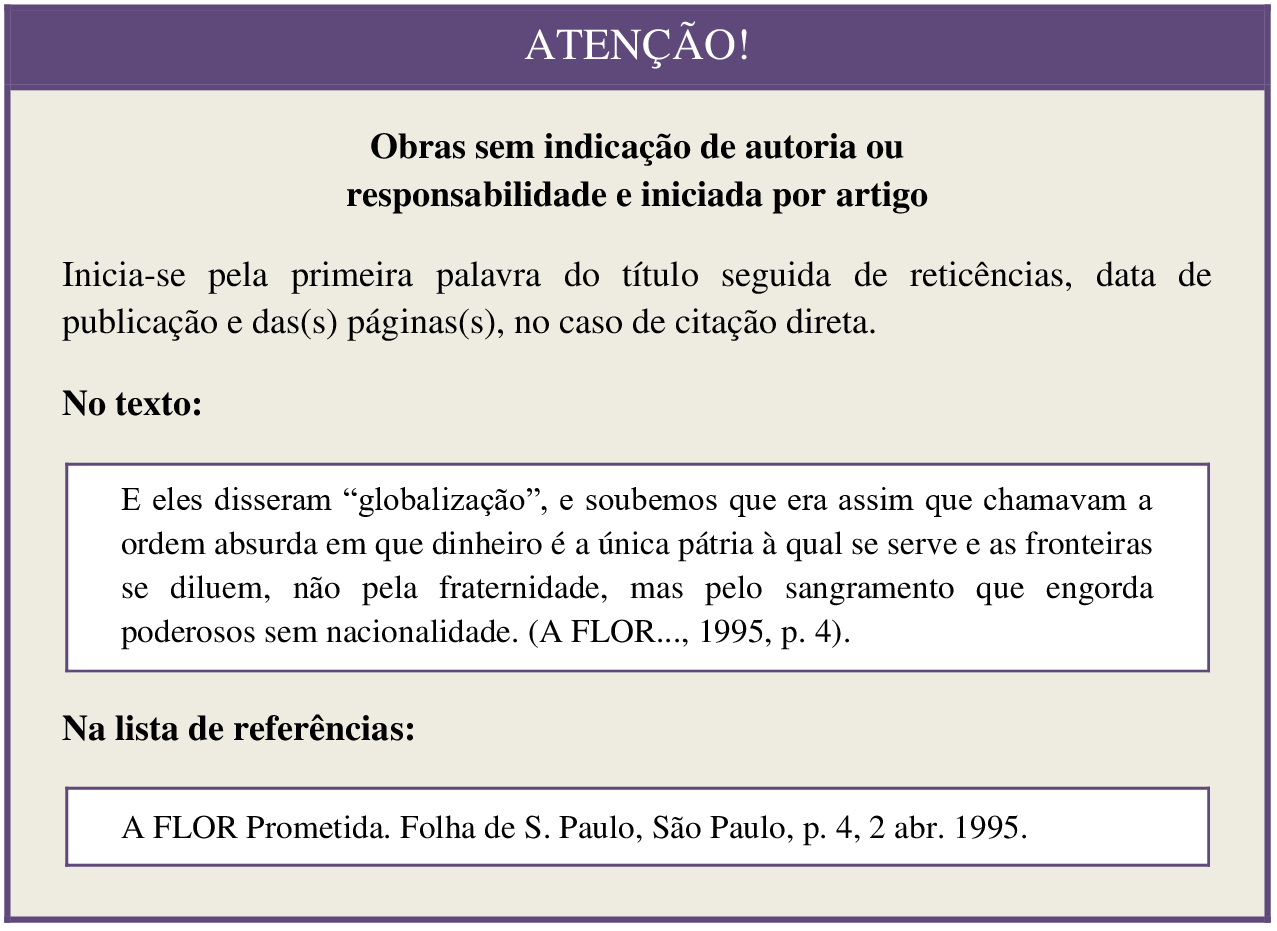 ATENÇÃO!
Obras sem indicação de autoria ou
responsabilidade e iniciada por artigo
Inicia-se pela primeira palavra do título seguida de reticências, data de
publicação e das(s) páginas(s), no caso de citação direta.
No texto:
E eles disseram “globalização”, e soubemos que era assim que chamavam a
ordem absurda em que dinheiro é a única pátria à qual se serve e as fronteiras
se diluem, não pela fraternidade, mas pelo sangramento que engorda
poderosos sem nacionalidade. (A FLOR..., 1995, p. 4).
Na lista de referências:
A FLOR Prometida. Folha de S. Paulo, São Paulo, p. 4, 2 abr. 1995.